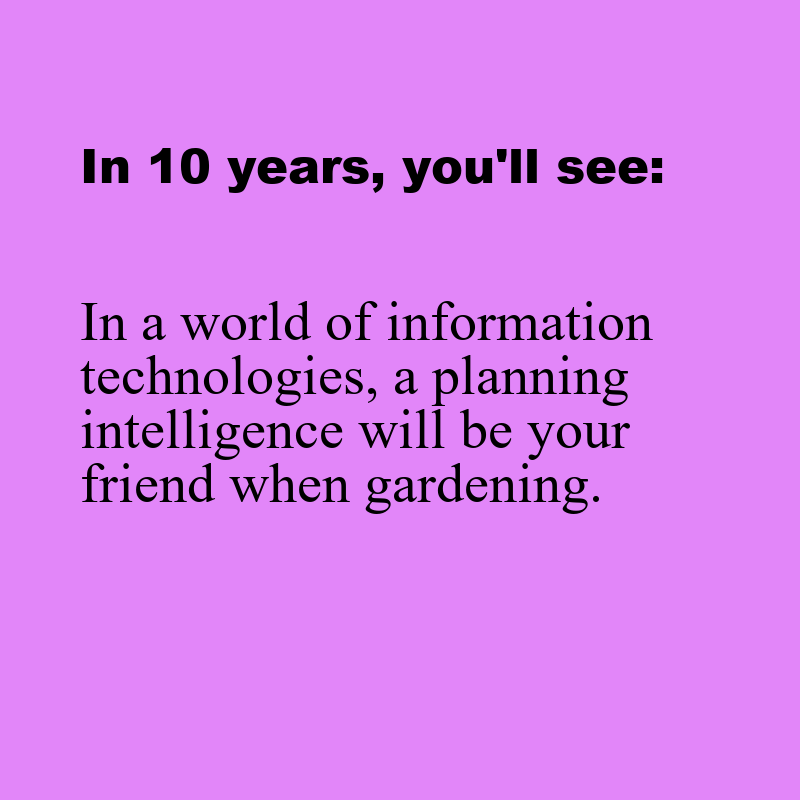 In 10 years, you'll see:
In a world of information
technologies, a planning
intelligence will be your
friend when gardening.